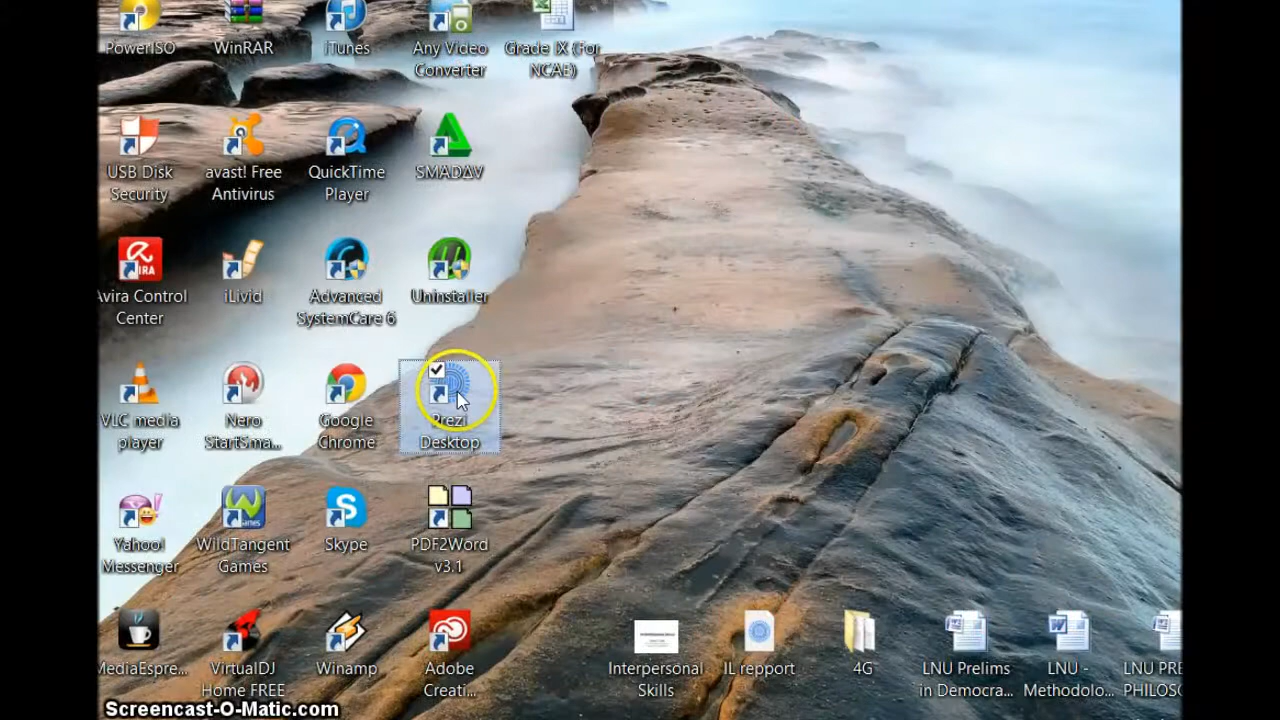 PowerISO
WinRAR
iTunes
Any Video
Converter
Grade IX (For
NCAE)
USB Disk
Security
avast! Free
Antivirus
QuickTime
Player
SMADΔV
AVIRA
Avira Control
Center
iLivid
Advanced
SystemCare 6
Uninstaller
VLC media
player
Nero
StartSma...
Google
Chrome
Prezi
Desktop
Yahoo!
Messenger
WildTangent
Games
Skype
PDF2Word
v3.1
MediaEspre...
VirtualDJ
Home FREE
Winamp
Adobe
Creati...
Interpersonal
Skills
IL repport
4G
LNU Prelims
in Democra...
LNU -
Methodolo...
LNU PRE
PHILOS
Screencast-O-Matic.com